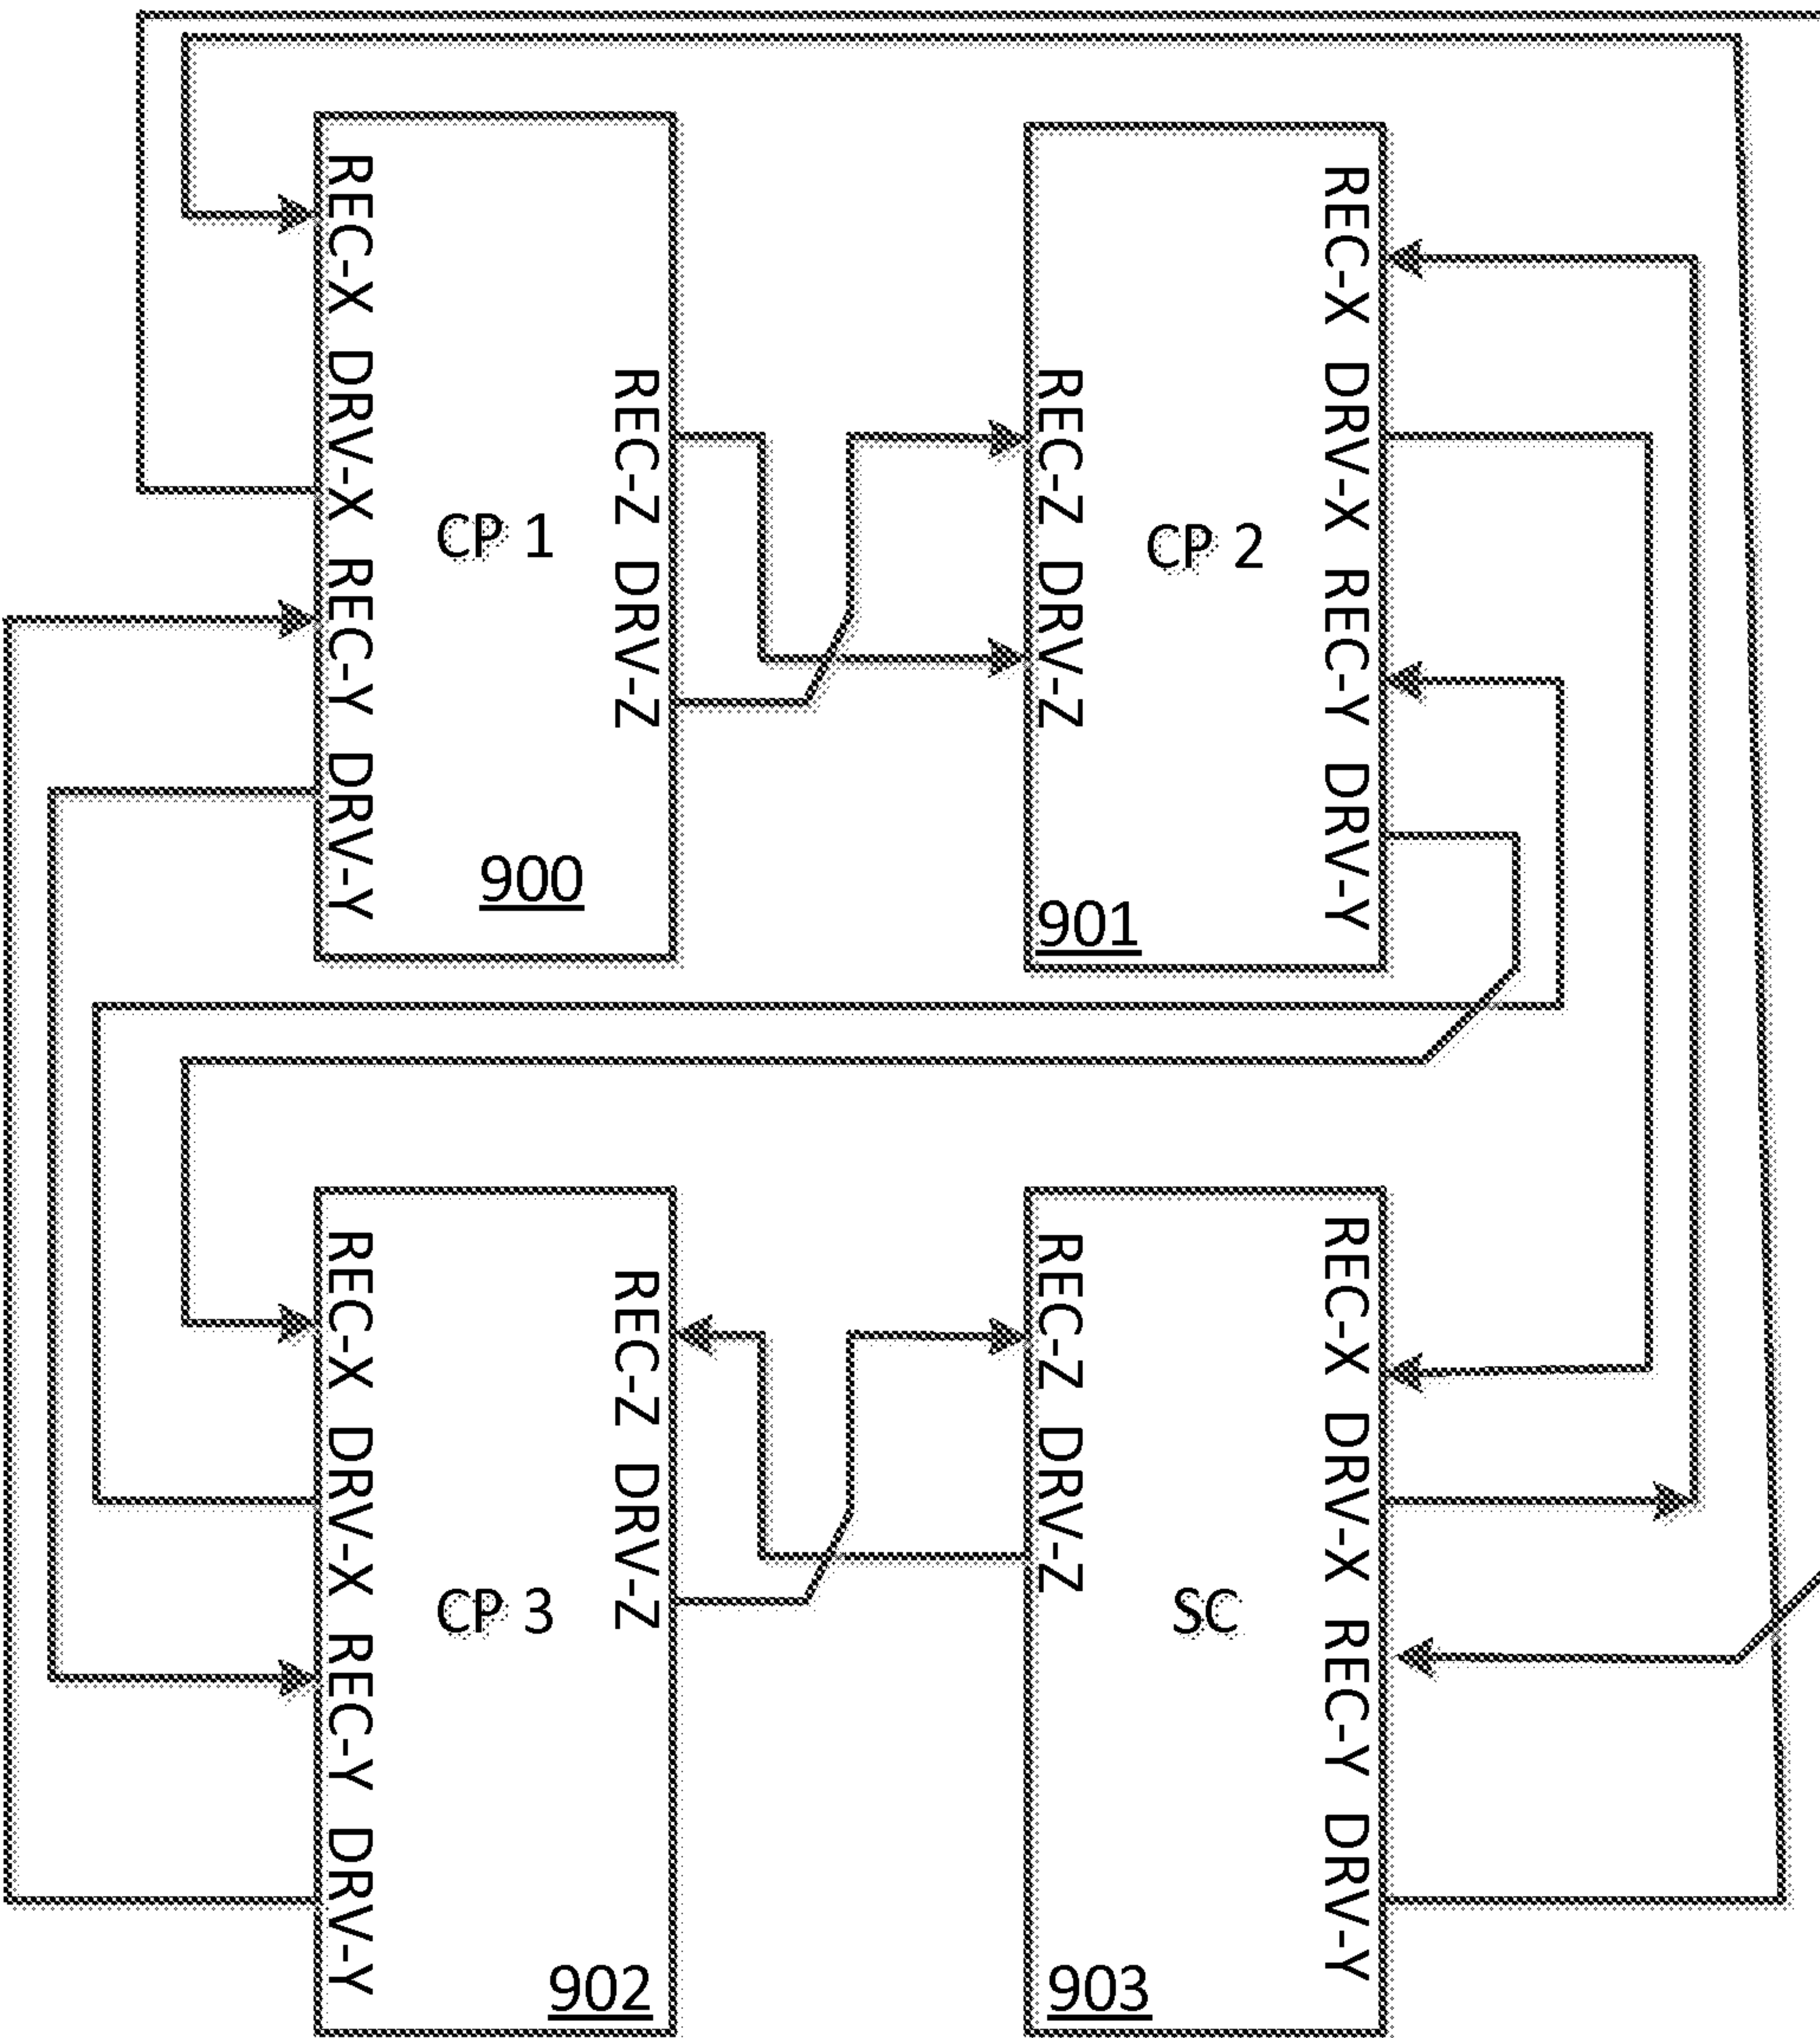 REC-X DRV-X REC-Y DRV-Y
CP 1
REC-Z DRV-Z
900
REC-Z DRV-Z
CP 2
REC-X DRV-X REC-Y DRV-Y
901
REC-X DRV-X REC-Y DRV-Y
CP 3
REC-Z DRV-Z
902
REC-Z DRV-Z
SC
REC-X DRV-X REC-Y DRV-Y
903